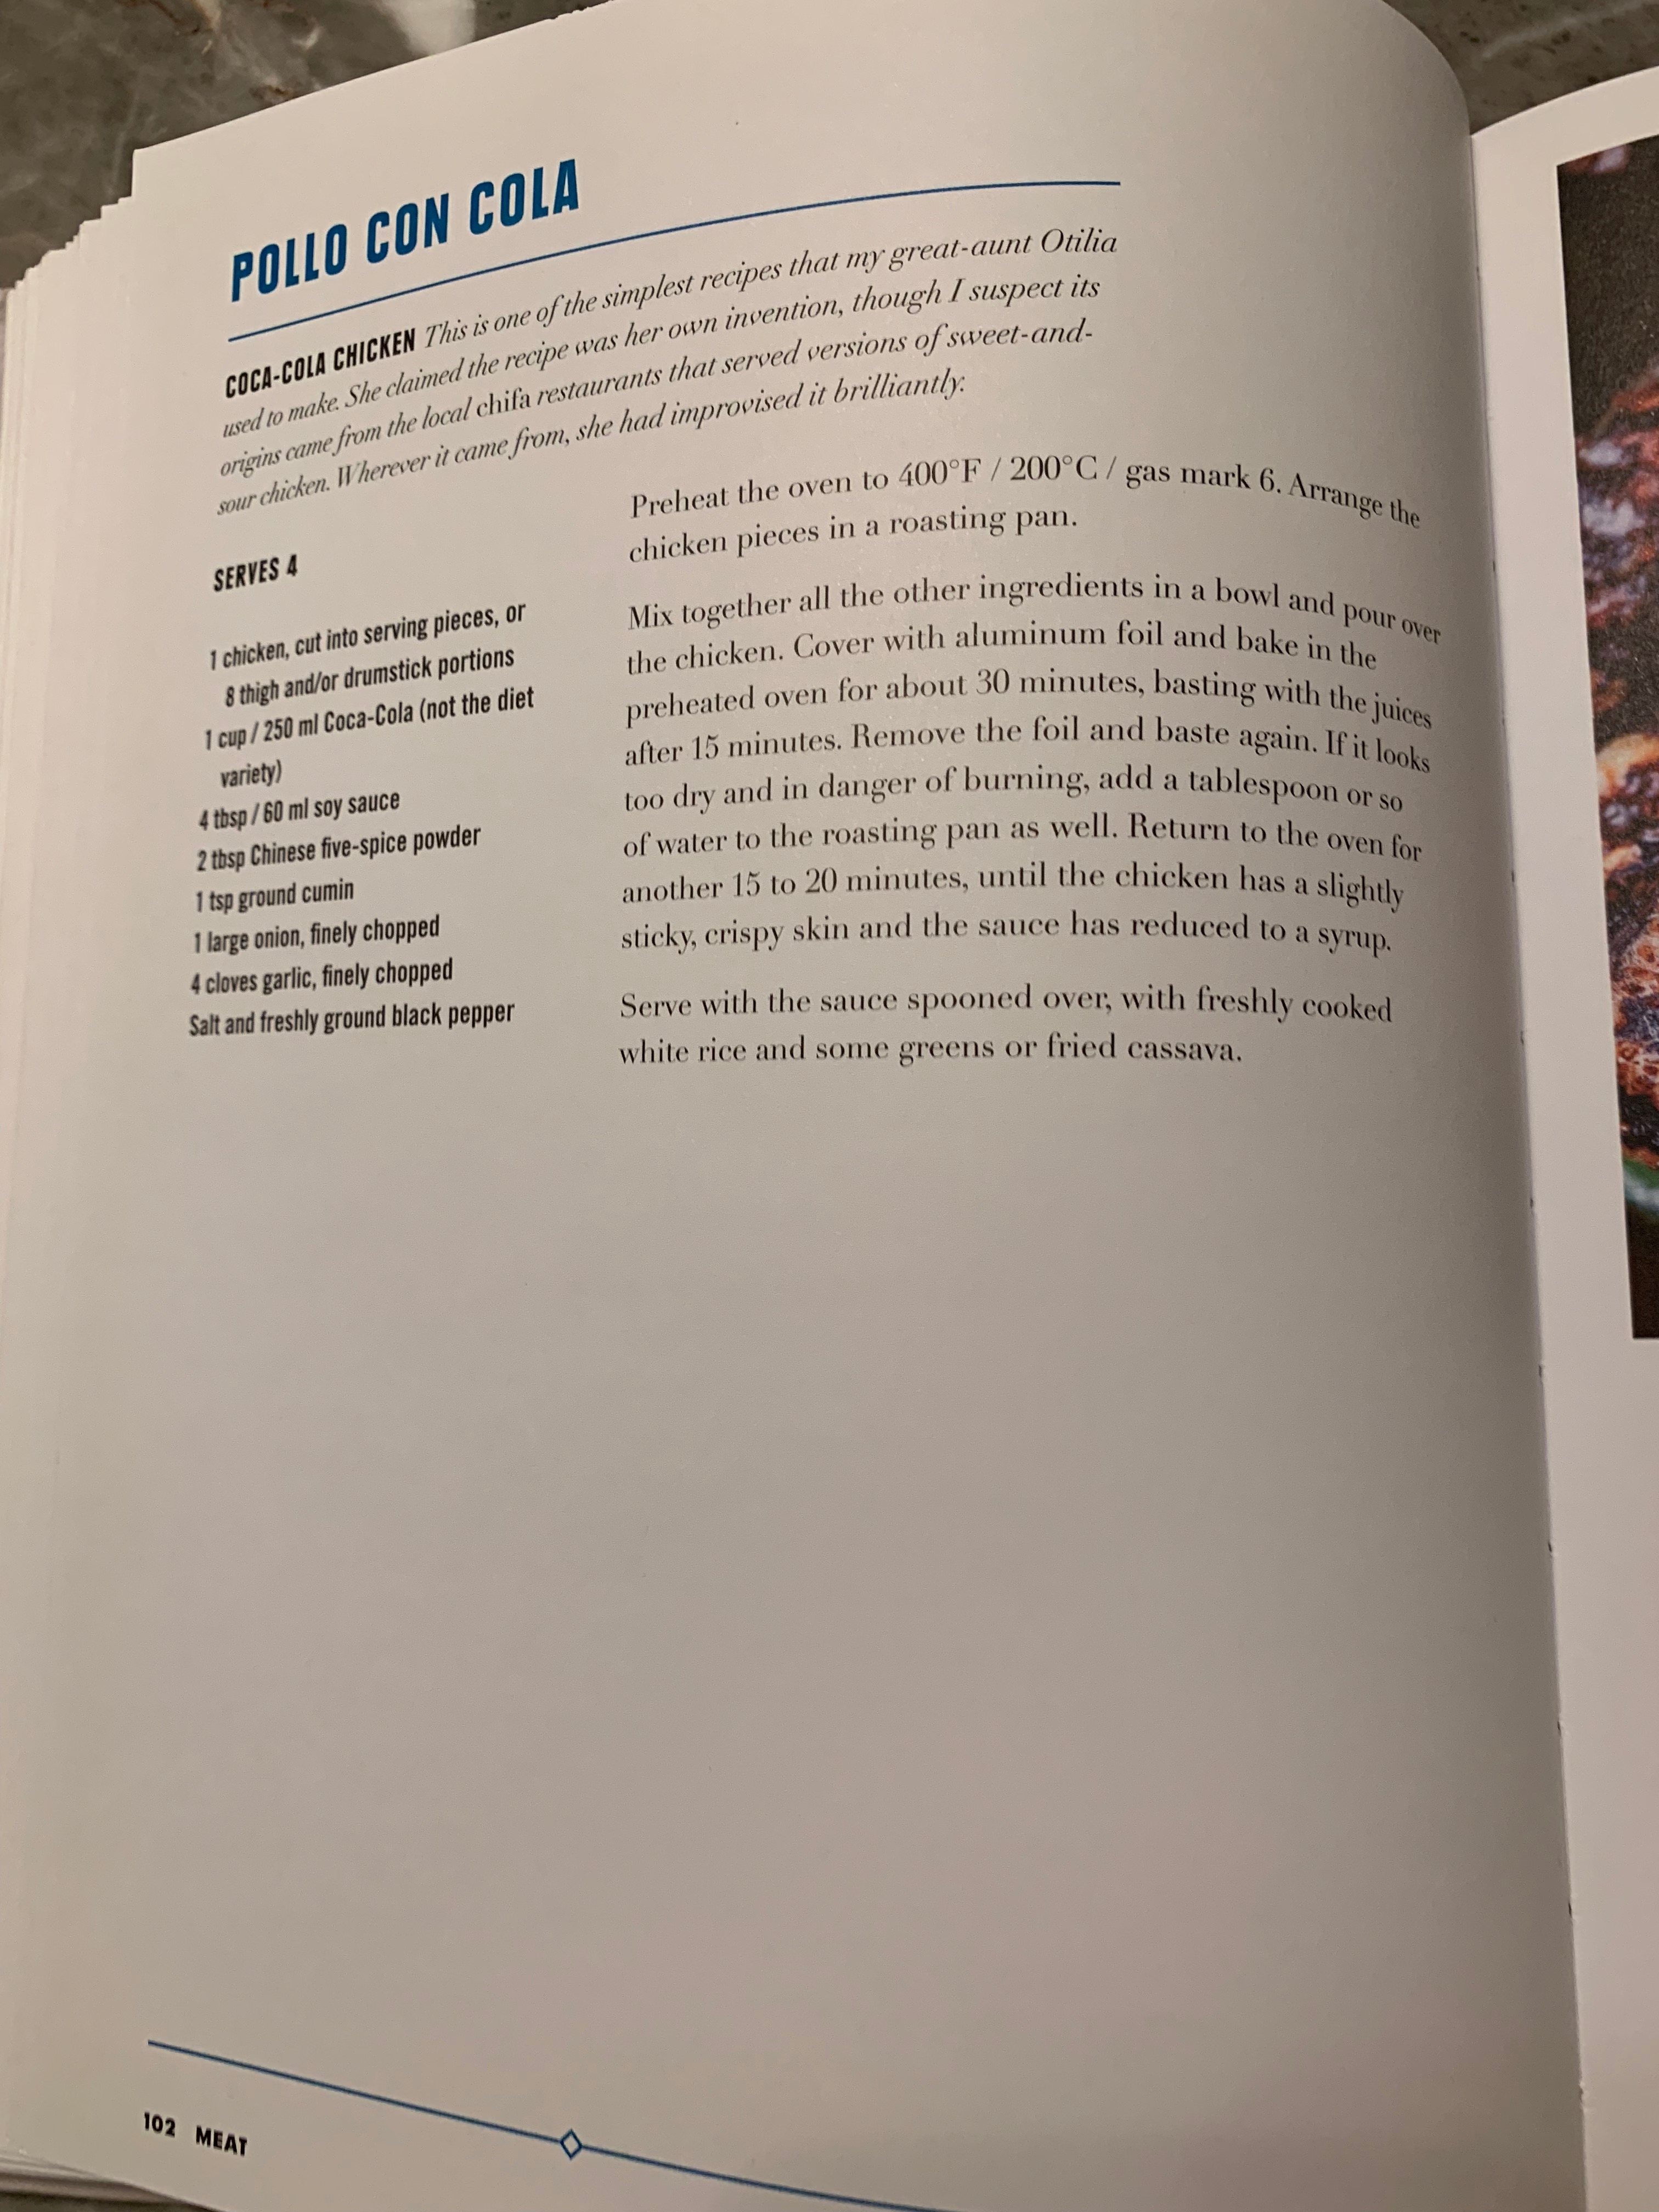 POLLO CON COLA
COCA-COLA CHICKEN This is one of the simplest recipes that my great-aunt Otilia
used to make. She claimed the recipe was her own invention, though I suspect its
origins came from the local chifa restaurants that served versions of sweet-and-
sour chicken. Wherever it came from, she had improvised it brilliantly.
SERVES 4
1 chicken, cut into serving pieces, or
8 thigh and/or drumstick portions
1 cup / 250 ml Coca-Cola (not the diet
variety)
4 tbsp / 60 ml soy sauce
2 tbsp Chinese five-spice powder
1 tsp ground cumin
1 large onion, finely chopped
4 cloves garlic, finely chopped
Salt and freshly ground black pepper
Preheat the oven to 400°F / 200°C / gas mark 6. Arrange the
chicken pieces in a roasting pan.
Mix together all the other ingredients in a bowl and pour over
the chicken. Cover with aluminum foil and bake in the
preheated oven for about 30 minutes, basting with the juices
after 15 minutes. Remove the foil and baste again. If it looks
too dry and in danger of burning, add a tablespoon or so
of water to the roasting pan as well. Return to the oven for
another 15 to 20 minutes, until the chicken has a slightly
sticky, crispy skin and the sauce has reduced to a syrup.
Serve with the sauce spooned over, with freshly cooked
white rice and some greens or fried cassava.
102 MEAT